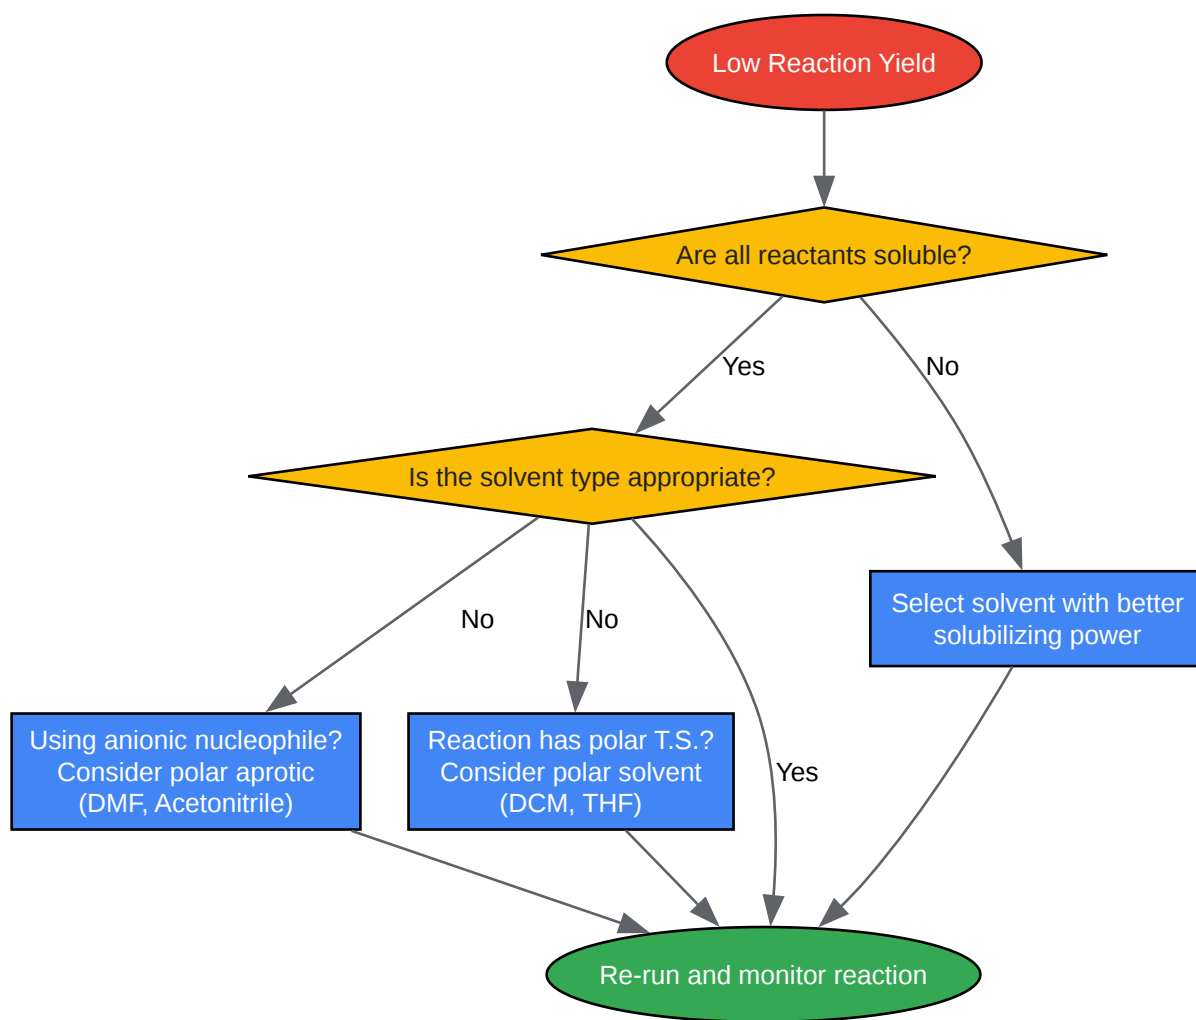 Low Reaction Yield
Are all reactants soluble?
Yes
No
Is the solvent type appropriate?
Select solvent with better
solubilizing power
No
No
Using anionic nucleophile?
Consider polar aprotic
(DMF, Acetonitrile)
Reaction has polar T.S.?
Consider polar solvent
(DCM, THF)
Yes
Re-run and monitor reaction